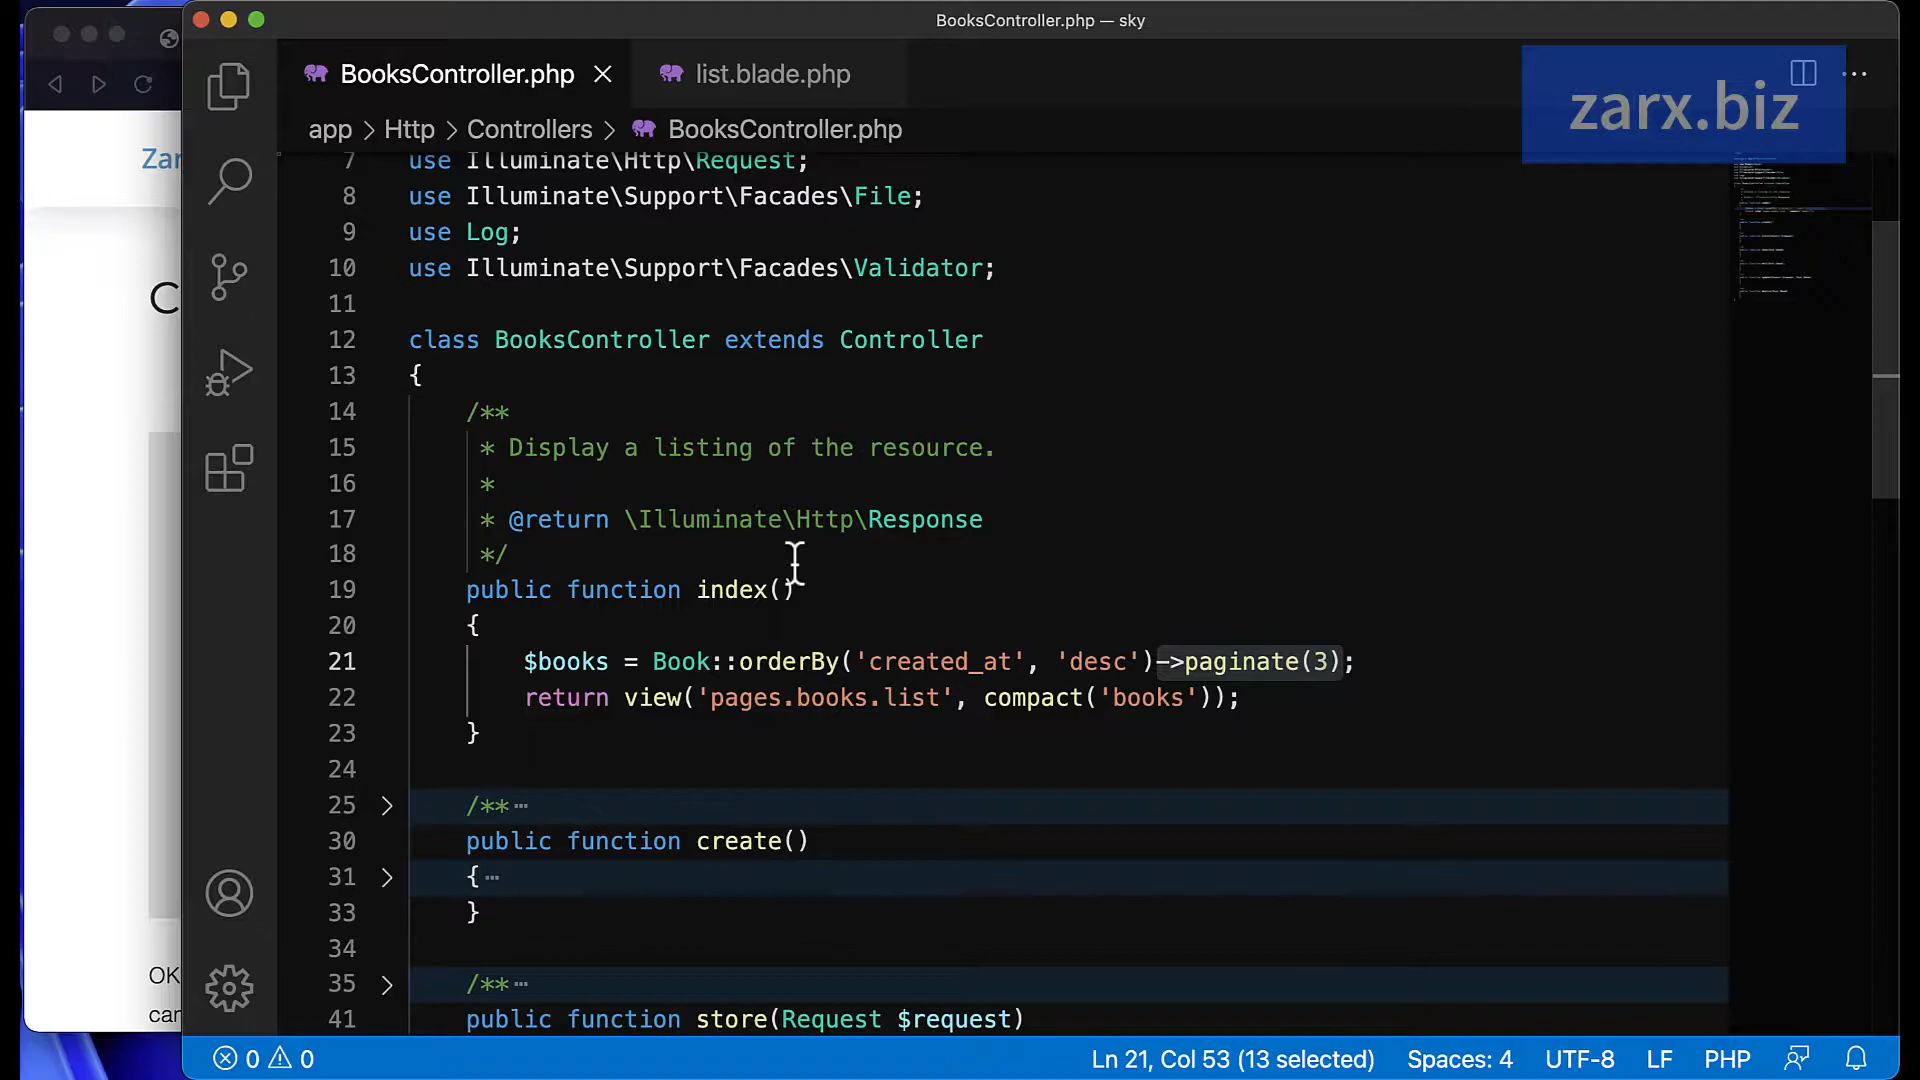 BooksController.php — sky
BooksController.php
list.blade.php
zarx.biz
app > Http > Controllers > BooksController.php
7 use Illuminate\Http\Request;
8 use Illuminate\Support\Facades\File;
9 use Log;
10 use Illuminate\Support\Facades\Validator;
11
12 class BooksController extends Controller
13 {
14 /**
15 * Display a listing of the resource.
16 *
17 * @return \Illuminate\Http\Response
18 */
19 public function index()
20 {
21 $books = Book::orderBy('created_at', 'desc')->paginate(3);
22 return view('pages.books.list', compact('books'));
23 }
24
25 /** ⋯
30 public function create()
31 { ⋯
33 }
34
35 /** ⋯
41 public function store(Request $request)
Zar
C
OK
can
0 0
Ln 21, Col 53 (13 selected)
Spaces: 4
UTF-8
LF
PHP